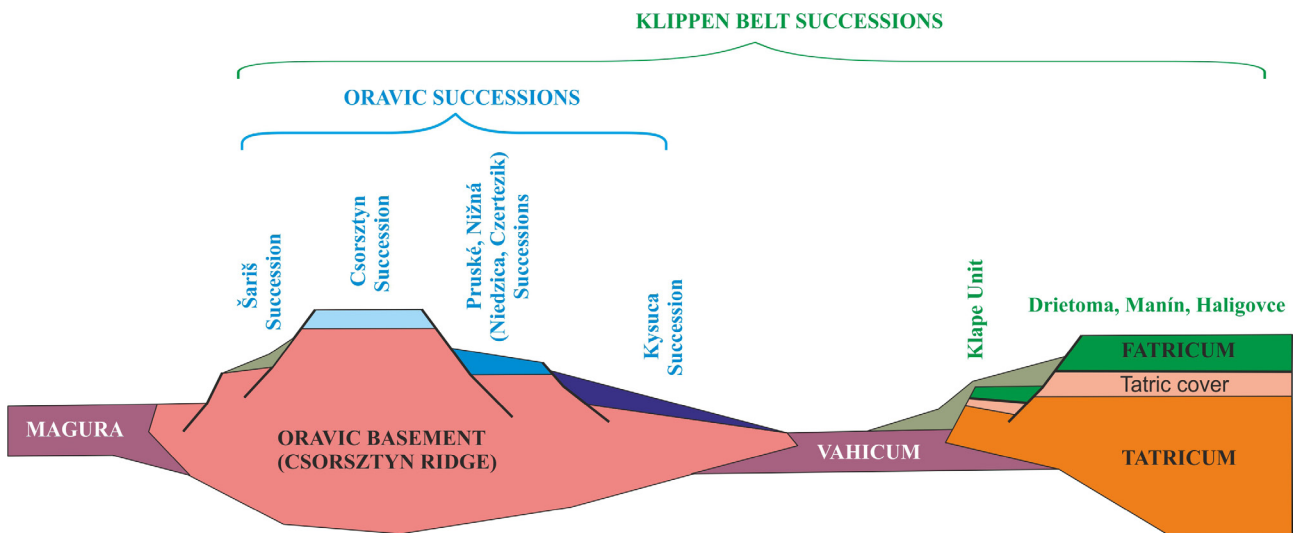 KLIPPEN BELT SUCCESSIONS
ORAVIC SUCCESSIONS
Šariš
Succession
Csorsztyn
Succession
Pruské, Nižná
(Niedzica, Czertezik)
Successions
Kysuca
Succession
Klape Unit
Drietoma, Manín, Haligovce
FATRICUM
Tatric cover
MAGURA
ORAVIC BASEMENT
(CSORSZTYN RIDGE)
VAHICUM
TATRICUM